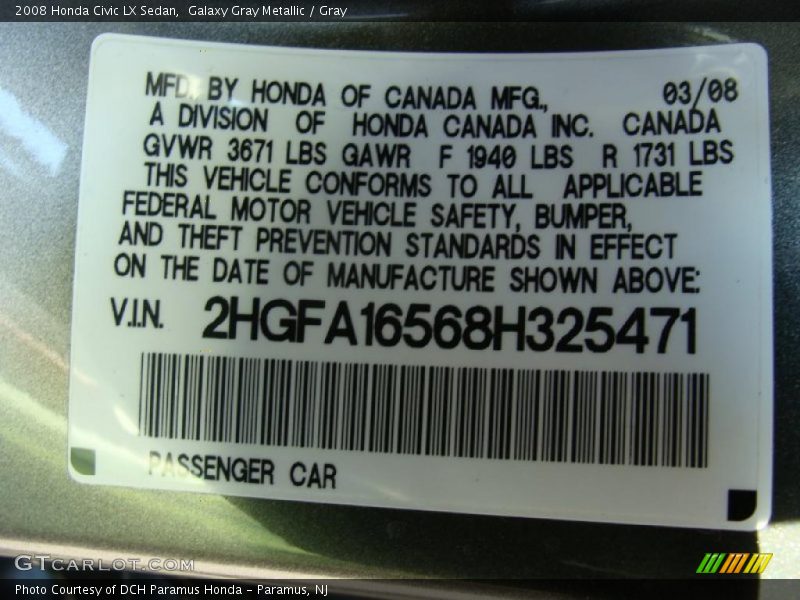 2008 Honda Civic LX Sedan,  Galaxy Gray Metallic / Gray
MFD. BY HONDA OF CANADA MFG., 03/08
A DIVISION OF HONDA CANADA INC. CANADA
GVWR 3671 LBS GAWR F 1940 LBS R 1731 LBS
THIS VEHICLE CONFORMS TO ALL APPLICABLE
FEDERAL MOTOR VEHICLE SAFETY, BUMPER,
AND THEFT PREVENTION STANDARDS IN EFFECT
ON THE DATE OF MANUFACTURE SHOWN ABOVE:
V.I.N. 2HGFA16568H325471
PASSENGER CAR
GTCARLOT.COM
Photo Courtesy of DCH Paramus Honda - Paramus, NJ